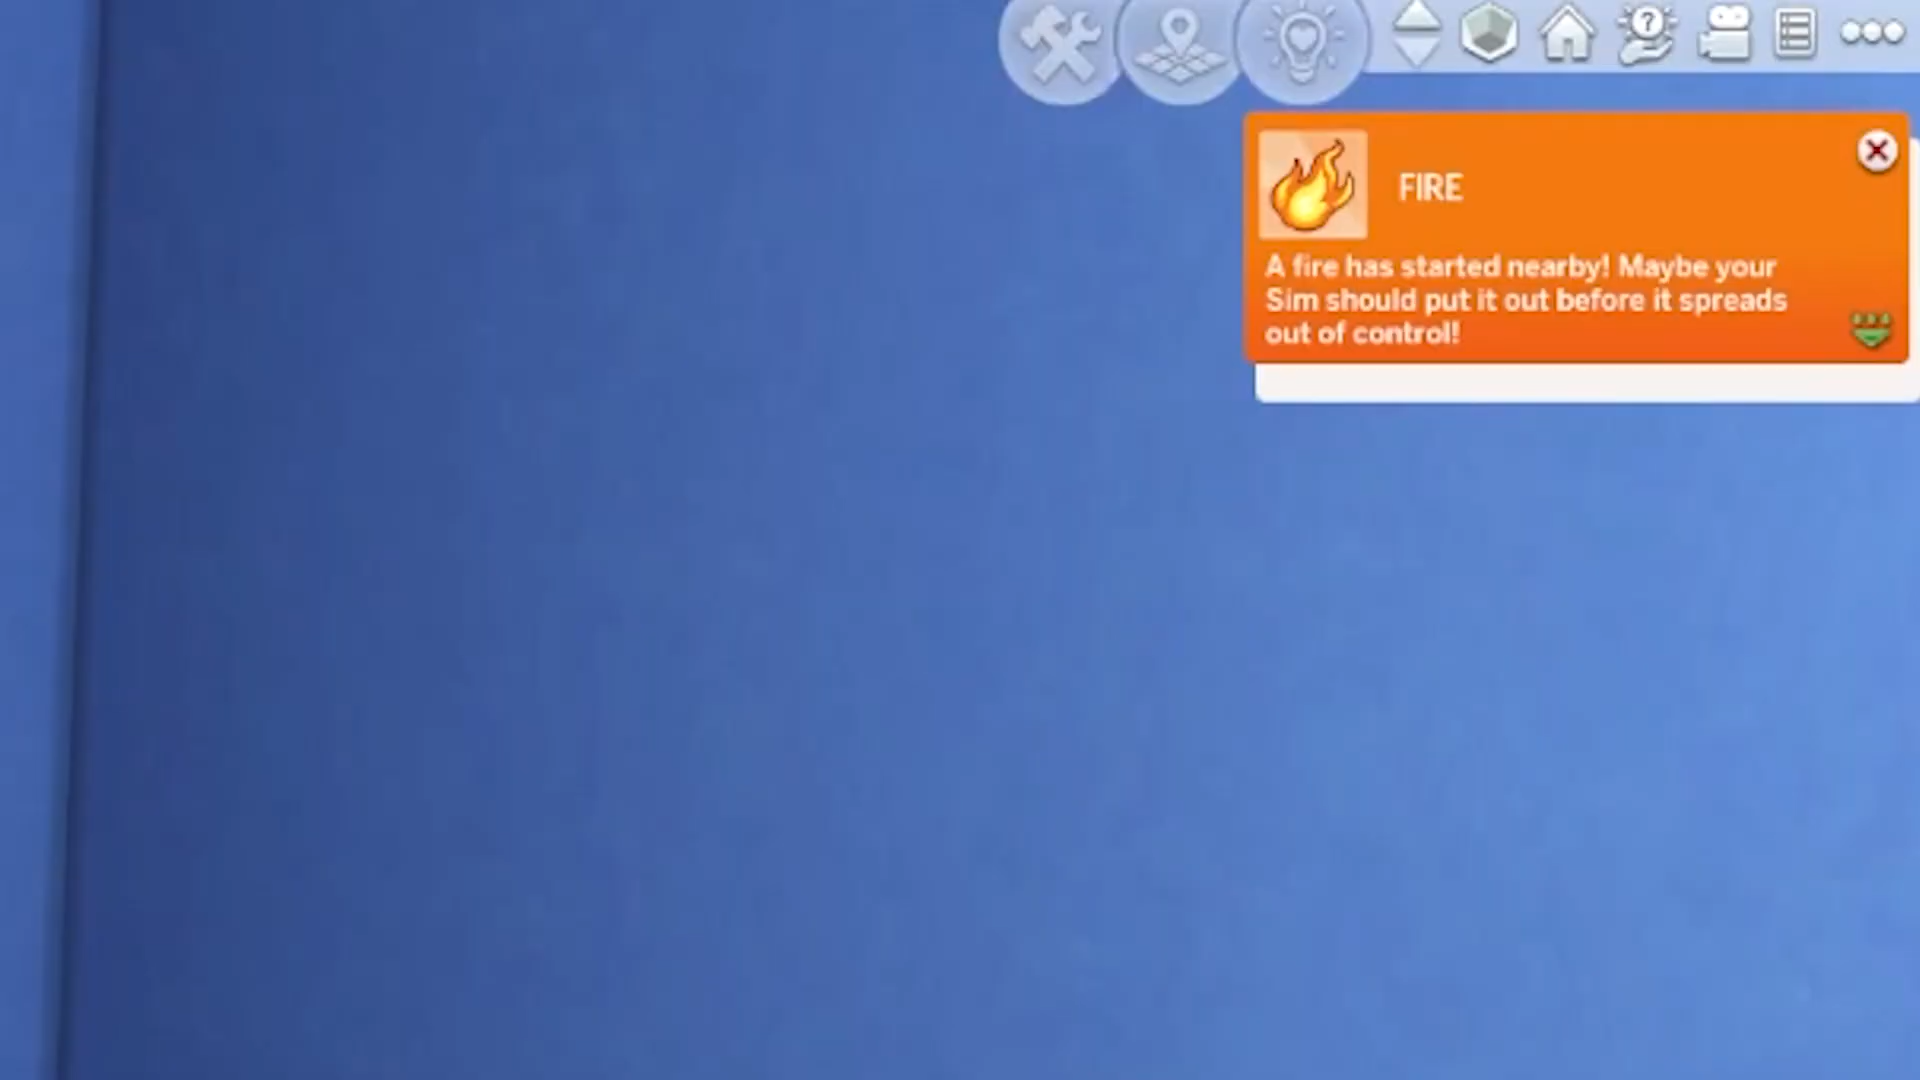 FIRE
A fire has started nearby! Maybe your
Sim should put it out before it spreads
out of control!